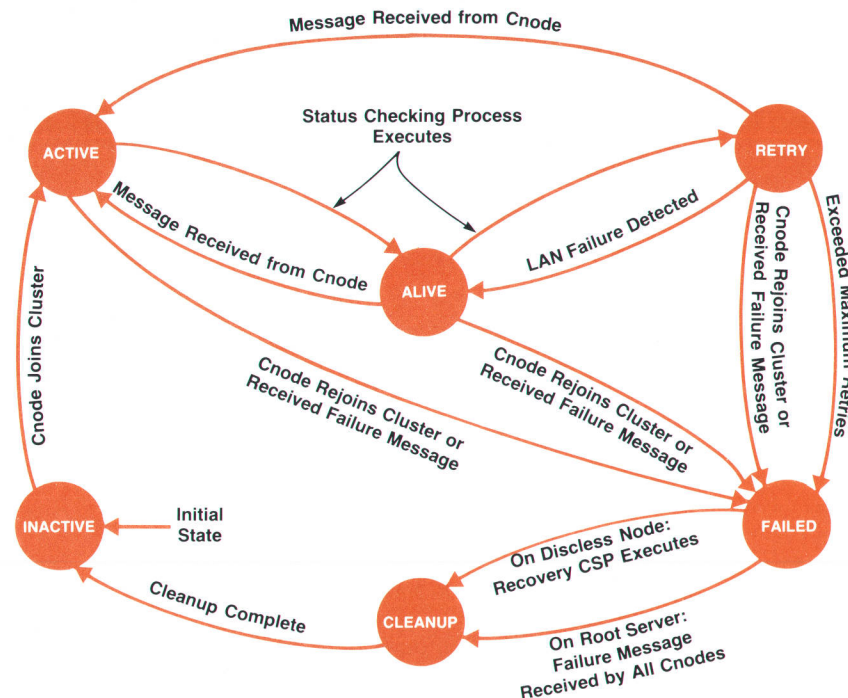 Message Received from Cnode
Status Checking Process
Executes
ACTIVE
RETRY
Message Received from Cnode
LAN Failure Detected
ALIVE
Cnode Rejoins Cluster or
Received Failure Message
Exceeded Maximum Retries
Cnode Joins Cluster
Cnode Rejoins Cluster or
Received Failure Message
Cnode Rejoins Cluster or
Received Failure Message
INACTIVE
Initial
State
FAILED
On Discless Node:
Recovery CSP Executes
Cleanup Complete
CLEANUP
On Root Server:
Failure Message
Received by All Cnodes